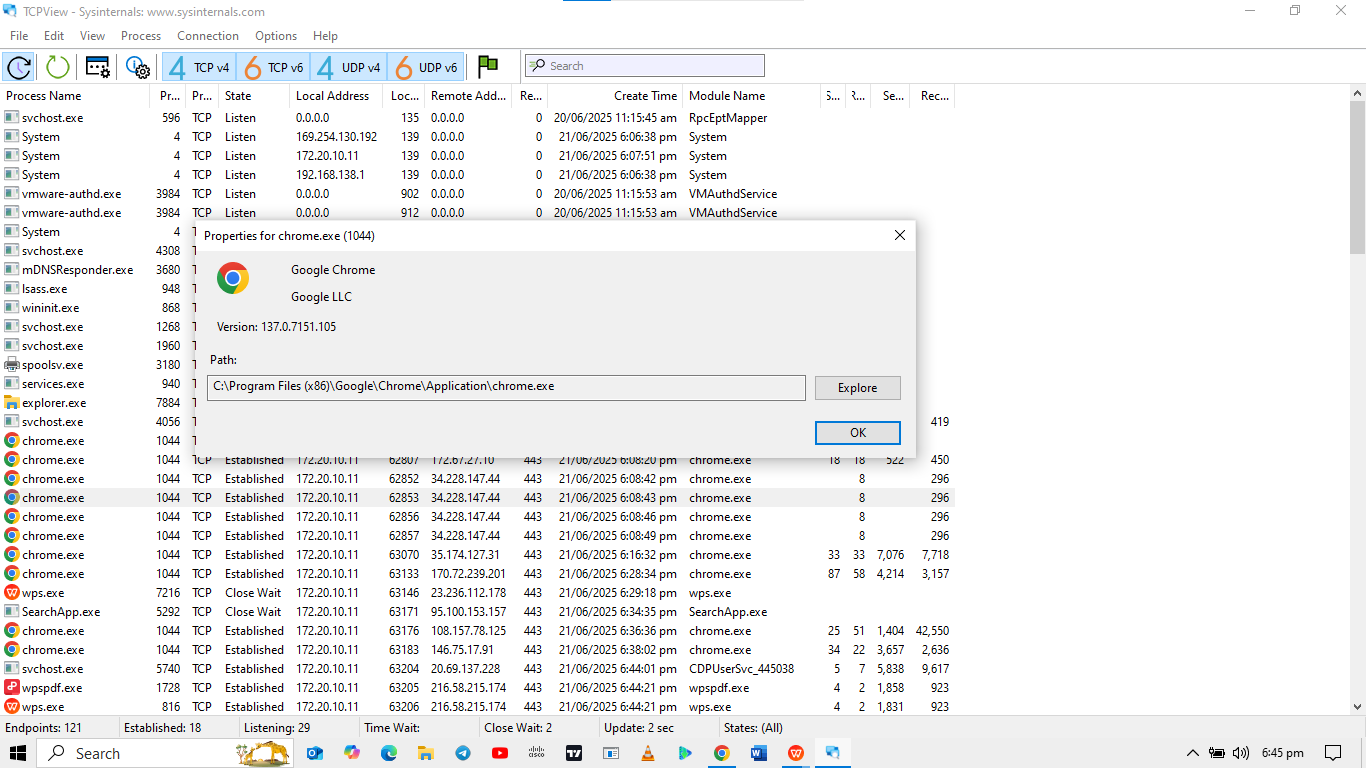 TCPView - Sysinternals: www.sysinternals.com
File Edit View Process Connection Options Help
4 TCP v4 6 TCP v6 4 UDP v4 6 UDP v6 Search
Process Name Pr... Pr... State Local Address Loc... Remote Add... Re... Create Time Module Name S... R... Se... Rec...
svchost.exe 596 TCP Listen 0.0.0.0 135 0.0.0.0 0 20/06/2025 11:15:45 am RpcEptMapper
System 4 TCP Listen 169.254.130.192 139 0.0.0.0 0 21/06/2025 6:06:38 pm System
System 4 TCP Listen 172.20.10.11 139 0.0.0.0 0 21/06/2025 6:07:51 pm System
System 4 TCP Listen 192.168.138.1 139 0.0.0.0 0 21/06/2025 6:06:38 pm System
vmware-authd.exe 3984 TCP Listen 0.0.0.0 902 0.0.0.0 0 20/06/2025 11:15:53 am VMAuthdService
vmware-authd.exe 3984 TCP Listen 0.0.0.0 912 0.0.0.0 0 20/06/2025 11:15:53 am VMAuthdService
System 4
svchost.exe 4308
mDNSResponder.exe 3680
lsass.exe 948
wininit.exe 868
svchost.exe 1268
svchost.exe 1960
spoolsv.exe 3180
services.exe 940
explorer.exe 7884
svchost.exe 4056 419
chrome.exe 1044
Properties for chrome.exe (1044)
Google Chrome
Google LLC
Version: 137.0.7151.105
Path:
C:\Program Files (x86)\Google\Chrome\Application\chrome.exe Explore
OK
chrome.exe 1044 TCP Established 172.20.10.11 62807 172.67.27.10 443 21/06/2025 6:08:20 pm chrome.exe 18 18 522 450
chrome.exe 1044 TCP Established 172.20.10.11 62852 34.228.147.44 443 21/06/2025 6:08:42 pm chrome.exe 8 296
chrome.exe 1044 TCP Established 172.20.10.11 62853 34.228.147.44 443 21/06/2025 6:08:43 pm chrome.exe 8 296
chrome.exe 1044 TCP Established 172.20.10.11 62856 34.228.147.44 443 21/06/2025 6:08:46 pm chrome.exe 8 296
chrome.exe 1044 TCP Established 172.20.10.11 62857 34.228.147.44 443 21/06/2025 6:08:49 pm chrome.exe 8 296
chrome.exe 1044 TCP Established 172.20.10.11 63070 35.174.127.31 443 21/06/2025 6:16:32 pm chrome.exe 33 33 7,076 7,718
chrome.exe 1044 TCP Established 172.20.10.11 63133 170.72.239.201 443 21/06/2025 6:28:34 pm chrome.exe 87 58 4,214 3,157
wps.exe 7216 TCP Close Wait 172.20.10.11 63146 23.236.112.178 443 21/06/2025 6:29:18 pm wps.exe
SearchApp.exe 5292 TCP Close Wait 172.20.10.11 63171 95.100.153.157 443 21/06/2025 6:34:35 pm SearchApp.exe
chrome.exe 1044 TCP Established 172.20.10.11 63176 108.157.78.125 443 21/06/2025 6:36:36 pm chrome.exe 25 51 1,404 42,550
chrome.exe 1044 TCP Established 172.20.10.11 63183 146.75.17.91 443 21/06/2025 6:38:02 pm chrome.exe 34 22 3,657 2,636
svchost.exe 5740 TCP Established 172.20.10.11 63204 20.69.137.228 443 21/06/2025 6:44:01 pm CDPUserSvc_445038 5 7 5,838 9,617
wpspdf.exe 1728 TCP Established 172.20.10.11 63205 216.58.215.174 443 21/06/2025 6:44:21 pm wpspdf.exe 4 2 1,858 923
wps.exe 816 TCP Established 172.20.10.11 63206 216.58.215.174 443 21/06/2025 6:44:21 pm wps.exe 4 2 1,831 923
Endpoints: 121 Established: 18 Listening: 29 Time Wait: Close Wait: 2 Update: 2 sec States: (All)
Search 6:45 pm